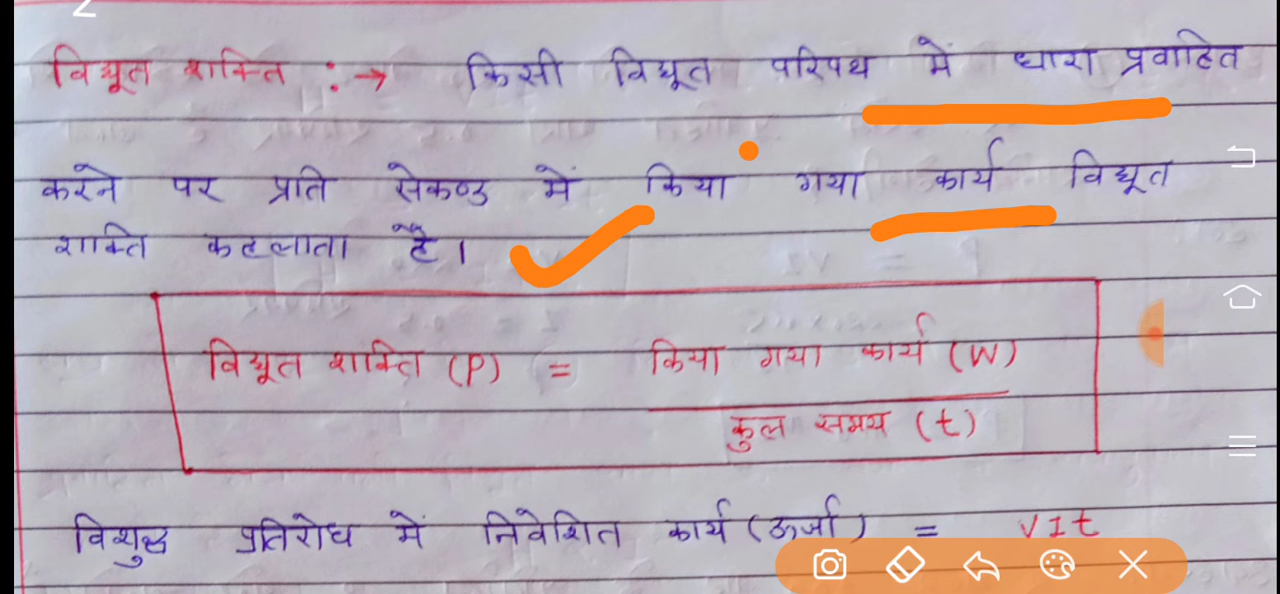 विद्यूत शक्ति :→ किसी विद्यूत परिपथ में धारा प्रवाहित
करने पर प्रति सेकण्ड में किया गया कार्य विद्यूत
शक्ति कहलाता है।
विद्यूत शक्ति (P) = किया गया कार्य (W)
कुल समय (t)
विशुद्ध प्रतिरोध में निवेशित कार्य (ऊर्जा) = VIt